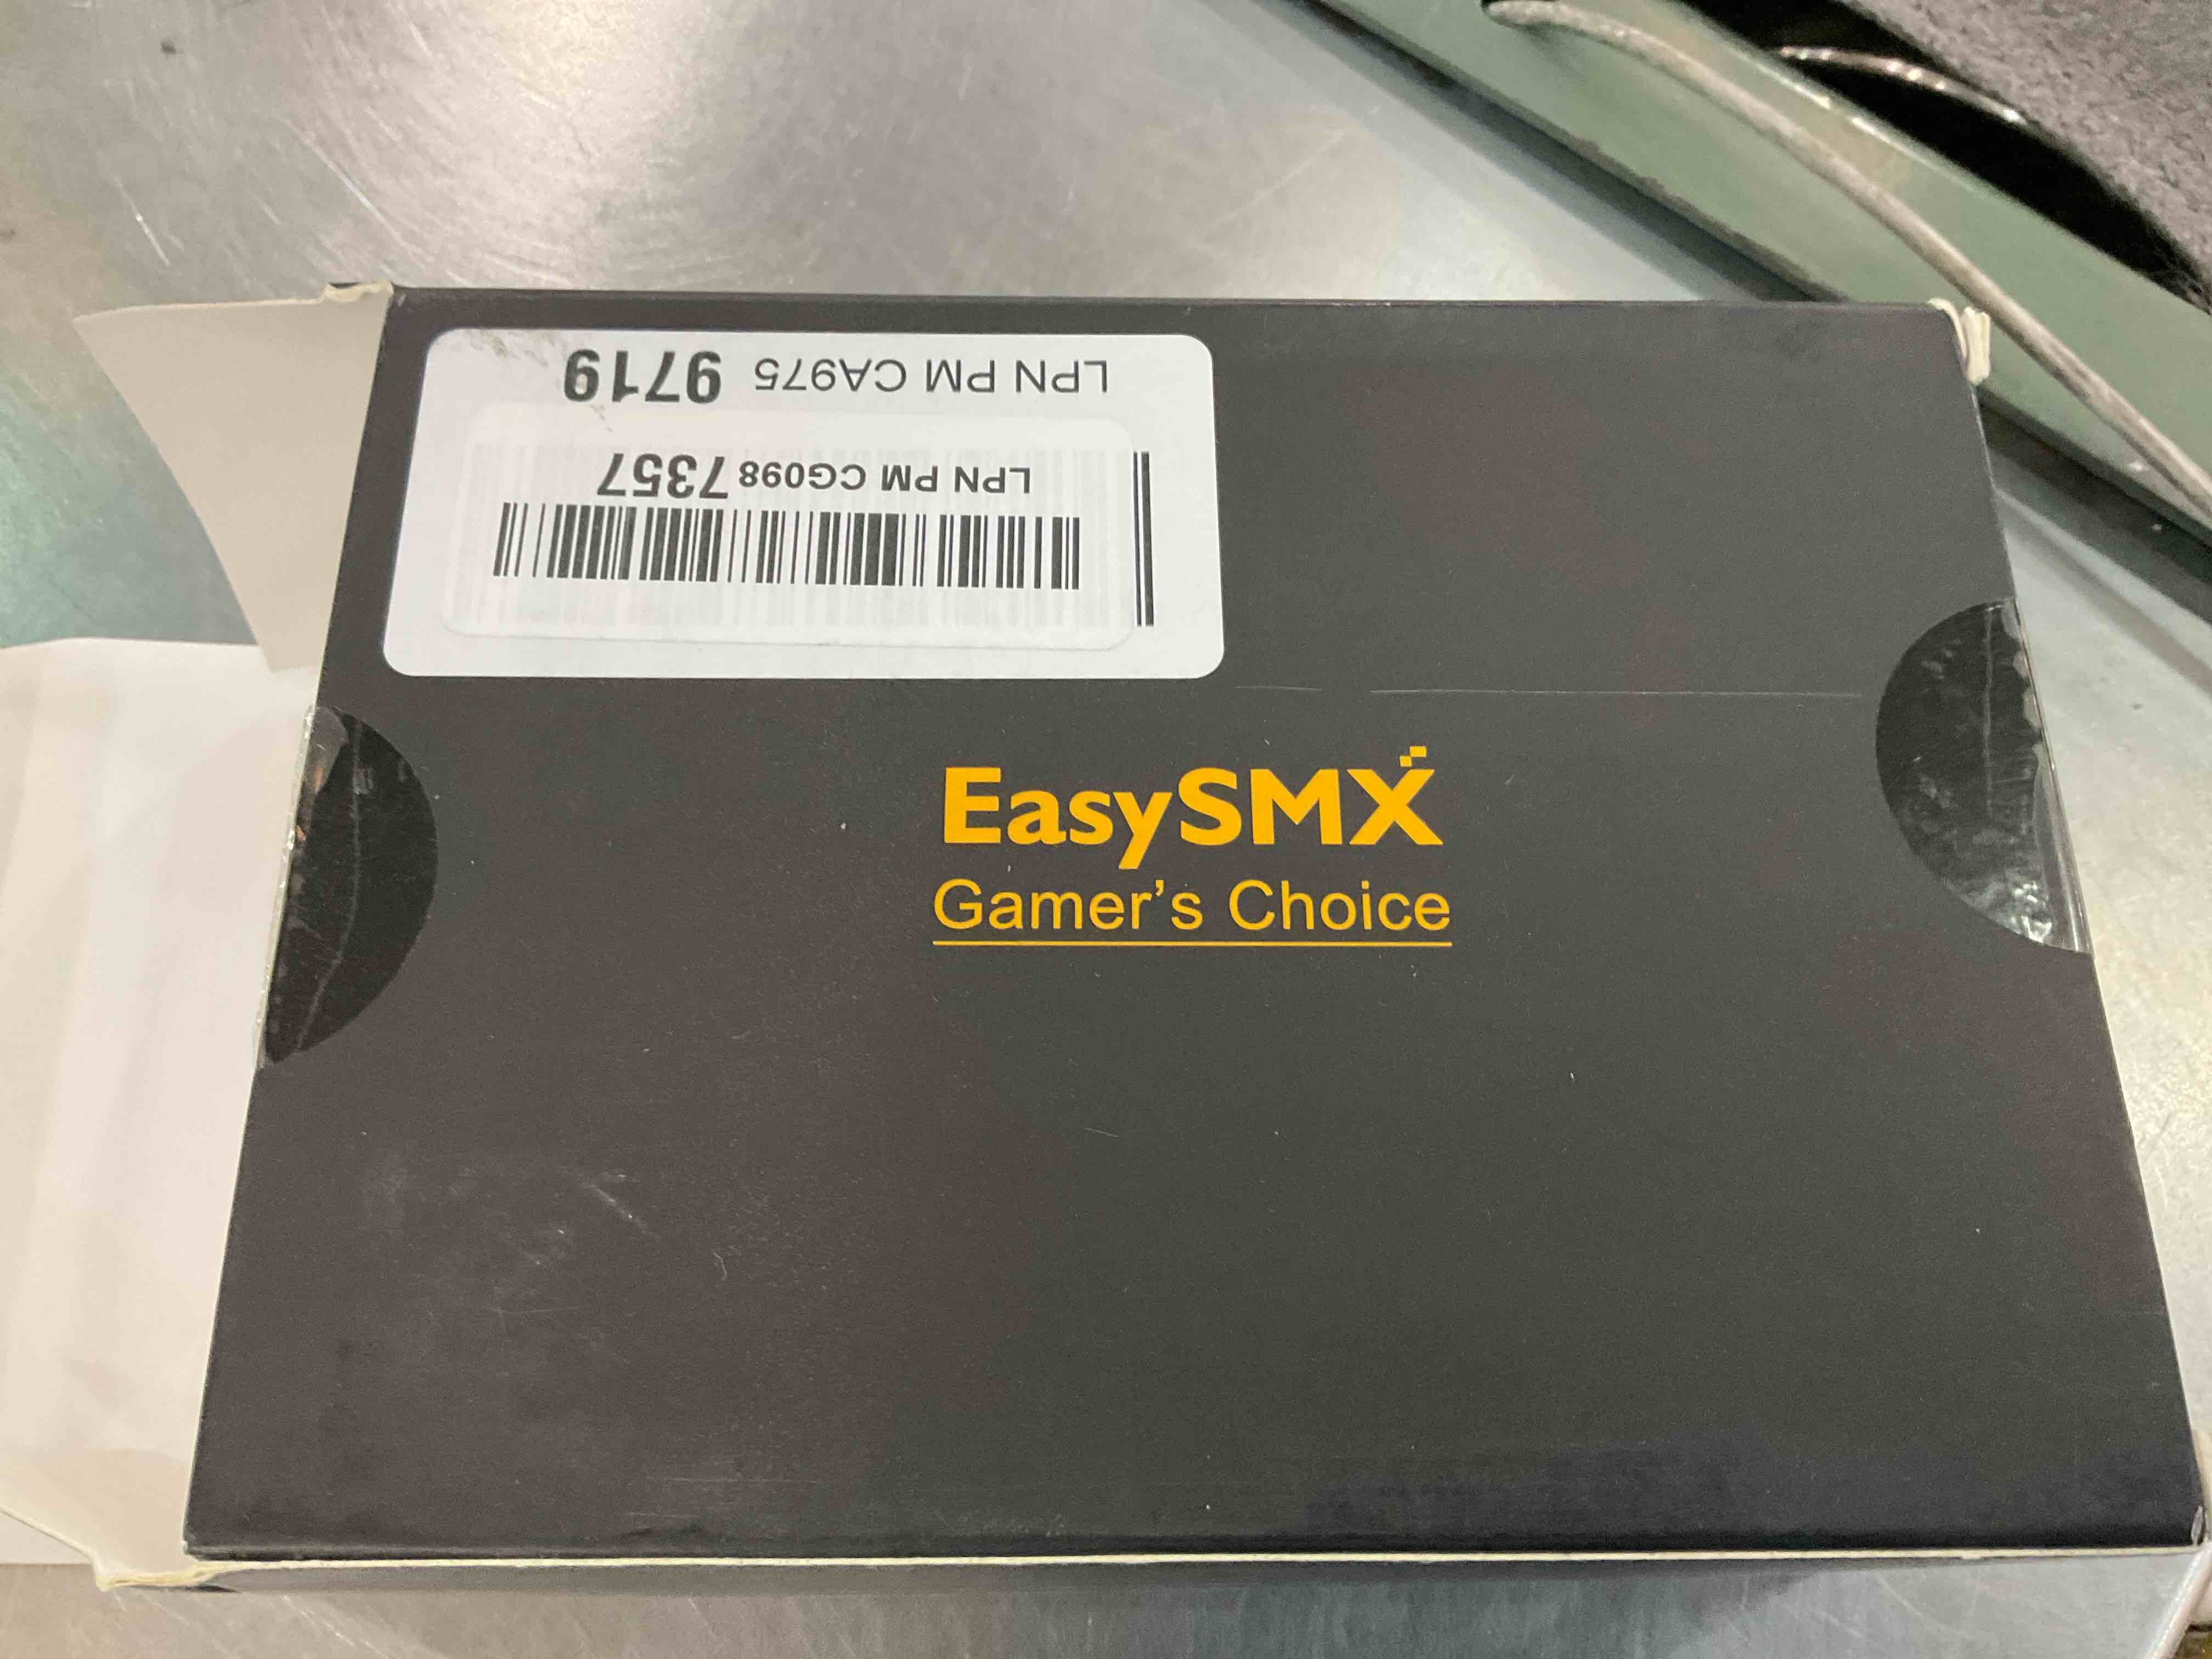 LPN PM CA975 9719
LPN PM CG098 7357
EasySMX
Gamer's Choice